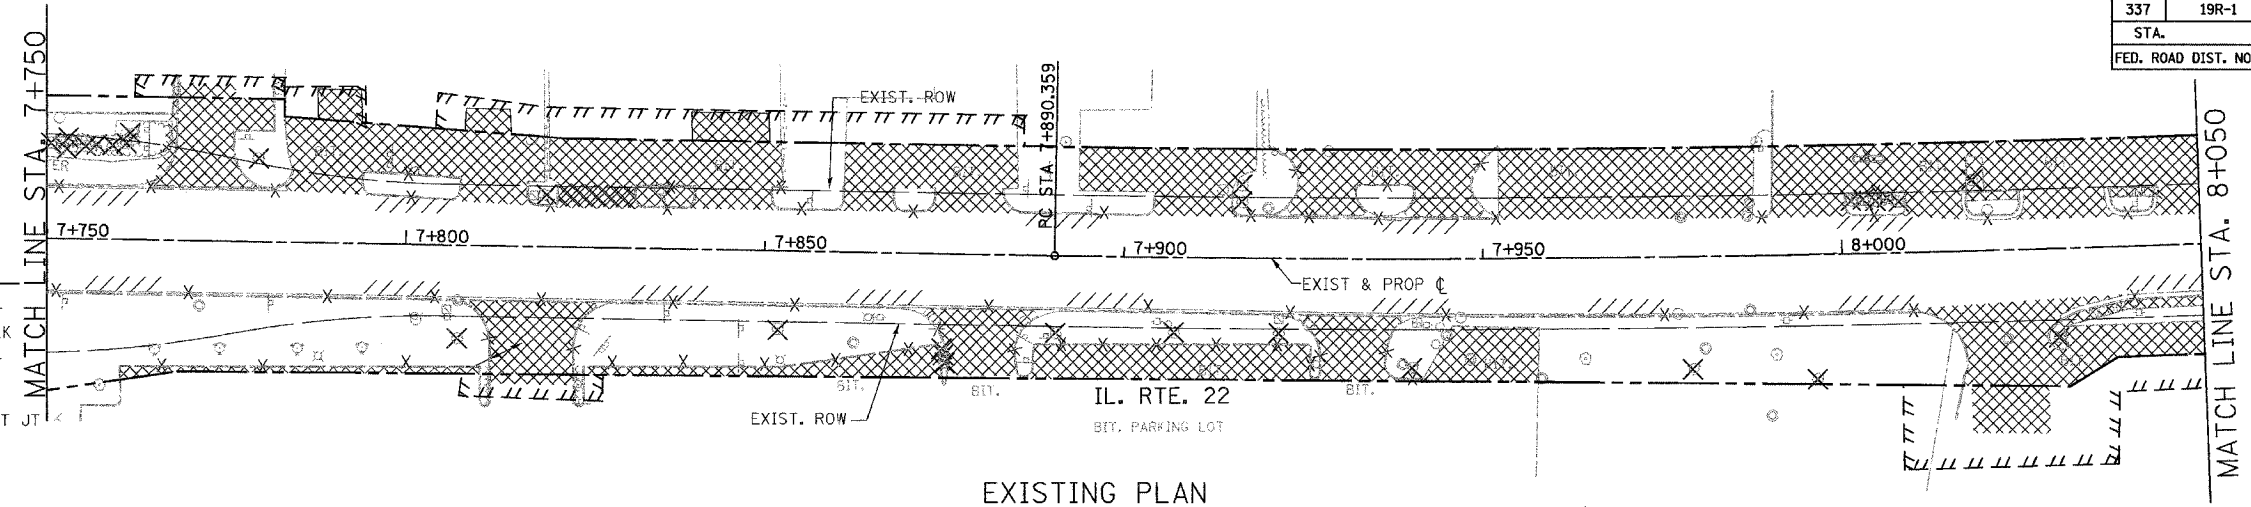 337 19R-1
STA.
FED. ROAD DIST. NO
MATCH LINE STA. 7+750
EXIST. ROW
PC STA 7+890.359
MATCH LINE STA. 8+050
7+750
7+800
7+850
7+900
7+950
8+000
EXIST & PROP ℄
EXIST. ROW
BIT.
BIT.
BIT.
IL. RTE. 22
BIT. PARKING LOT
T JT
EXISTING PLAN